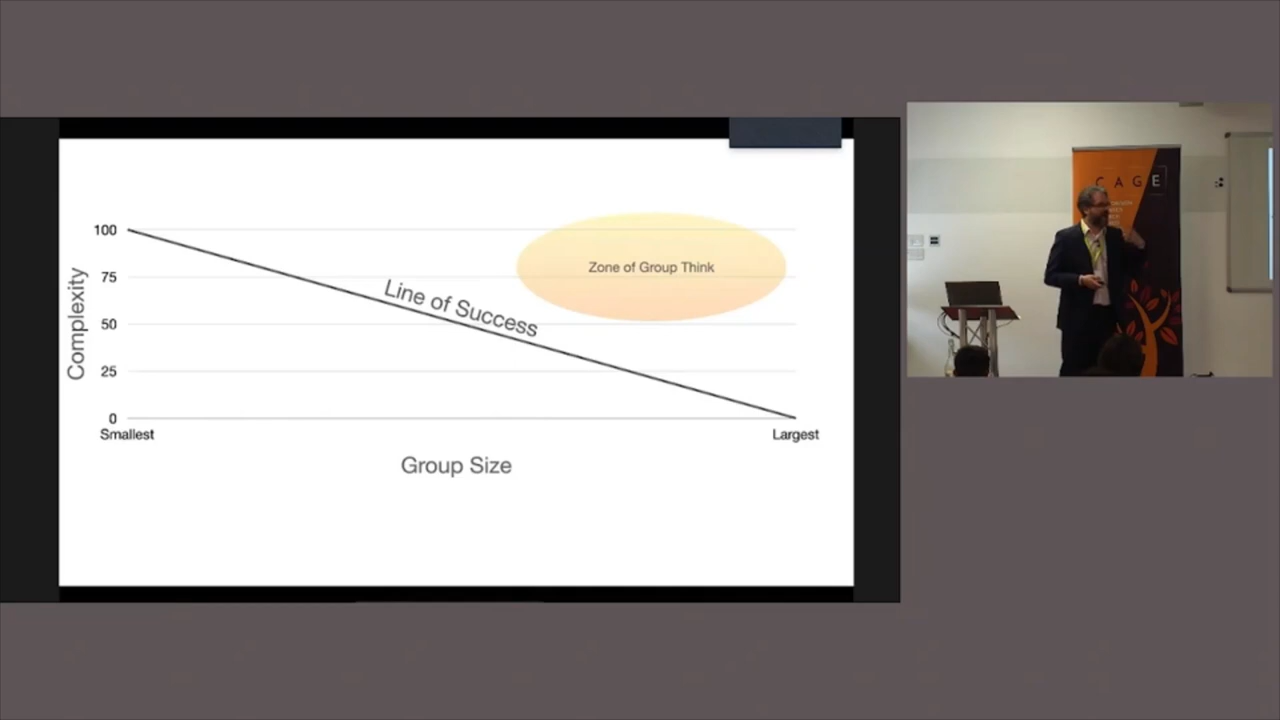 100
75
50
25
0
Complexity
Line of Success
Zone of Group Think
Smallest
Largest
Group Size
CAGE